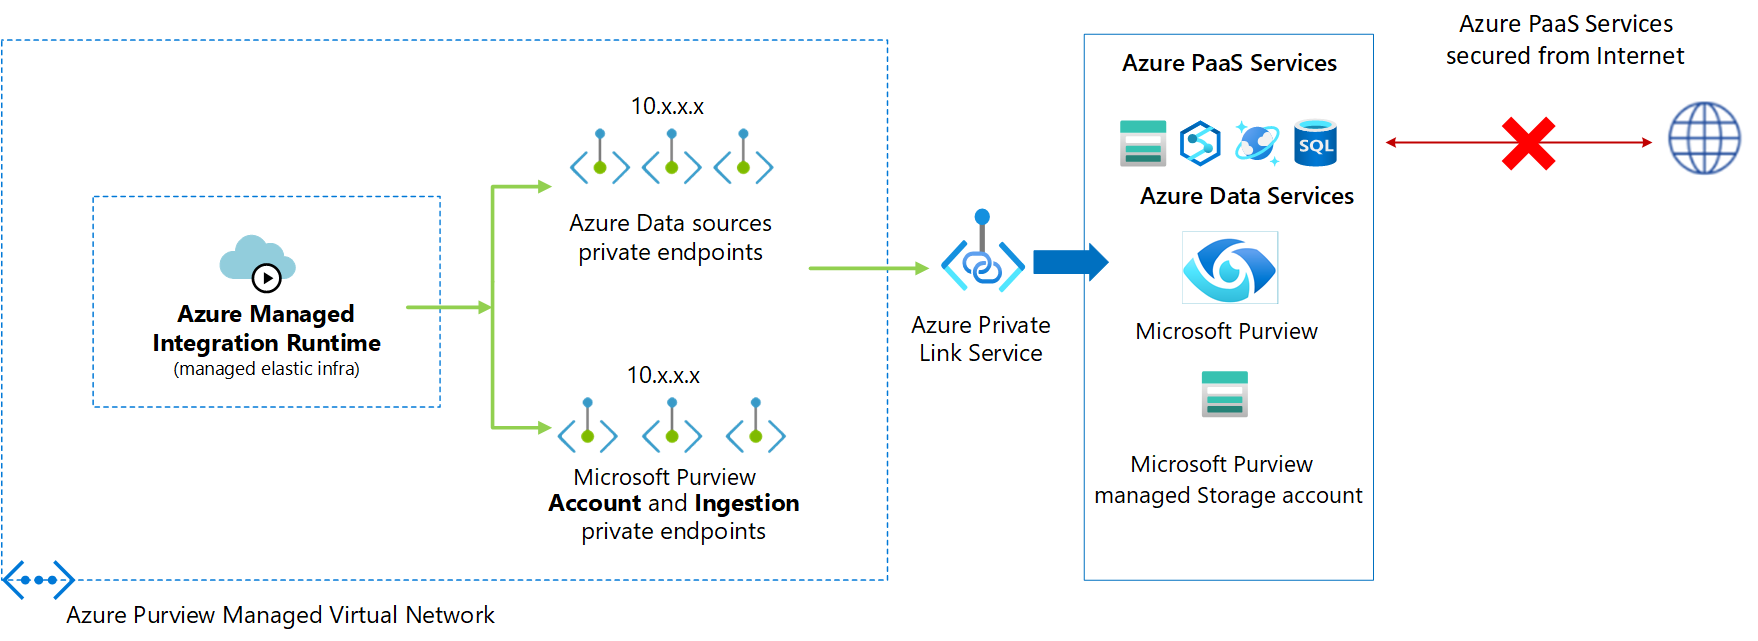 Azure PaaS Services
secured from Internet
Azure PaaS Services
10.x.x.x
SQL
Azure Data Services
Azure Data sources
private endpoints
Azure Managed
Integration Runtime
(managed elastic infra)
Azure Private
Link Service
Microsoft Purview
10.x.x.x
Microsoft Purview
Account and Ingestion
private endpoints
Microsoft Purview
managed Storage account
Azure Purview Managed Virtual Network